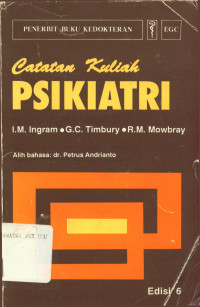 PENERBIT BUKU KEDOKTERAN
EGC
Catatan Kuliah
PSIKIATRI
I.M. Ingram ● G.C. Timbury ● R.M. Mowbray
Alih bahasa: dr. Petrus Andrianto
Edisi 6